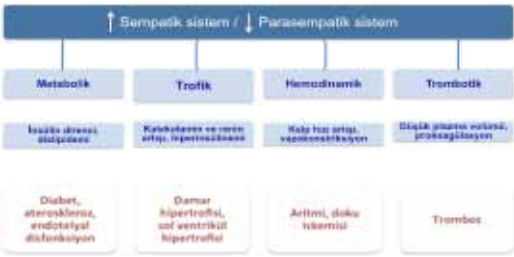 ↑ Sempatik sistem / ↓ Parasempatik sistem
Metabolik
Trofik
Hemodinamik
Trombotik
İnsülin direnci,
dislipidemi
Katekolamin ve renin
artışı, hiperinsülinemi
Kalp hızı artışı,
vazokonstriksiyon
Düşük plazma volümü,
prokoagülasyon
Diabet,
ateroskleroz,
endotelyal
disfonksiyon
Damar
hipertrofisi,
sol ventrikül
hipertrofisi
Aritmi, doku
iskemisi
Trombos